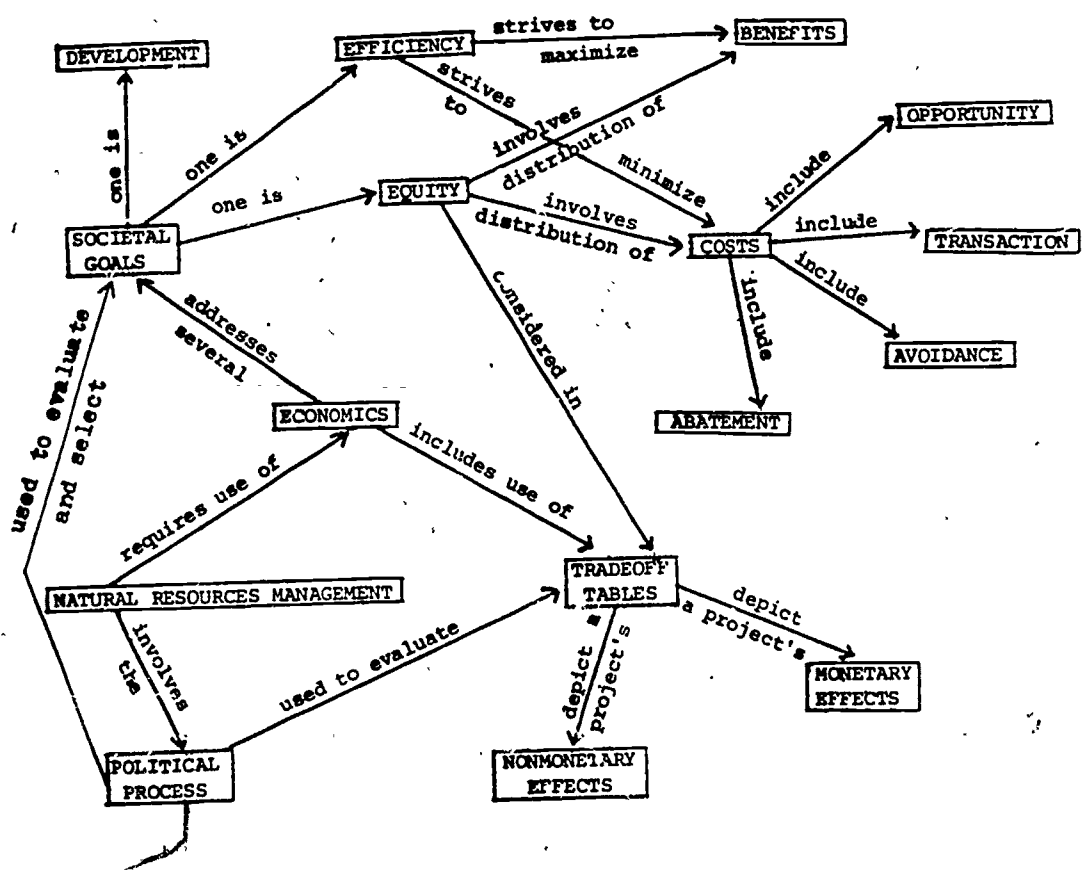 strives to
maximize
BENEFITS
EFFICIENCY
DEVELOPMENT
strives
to
minimize
one is
one is
one is
involves
distribution of
OPPORTUNITY
include
EQUITY
involves
distribution of
SOCIETAL
GOALS
COSTS
include
TRANSACTION
include
include
AVOIDANCE
ABATEMENT
considered in
addresses
several
used to evaluate
and select
ECONOMICS
includes use of
requires use of
TRADEOFF
TABLES
NATURAL RESOURCES MANAGEMENT
depict
a project's
involves
the
used to evaluate
depict a
project's
MONETARY
EFFECTS
POLITICAL
PROCESS
NONMONETARY
EFFECTS